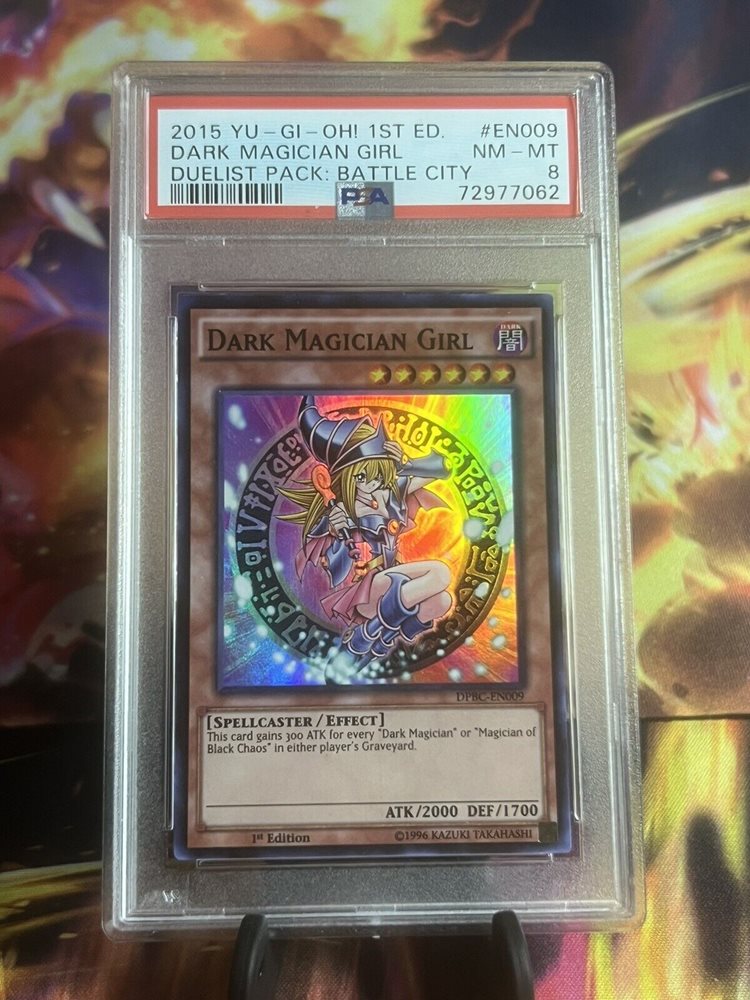 2015 YU-GI-OH! 1ST ED. #EN009
DARK MAGICIAN GIRL NM-MT
DUELIST PACK: BATTLE CITY 8
PSA 72977062
DARK MAGICIAN GIRL
DARK
闇
DPBC-EN009
[SPELLCASTER/EFFECT]
This card gains 300 ATK for every "Dark Magician" or "Magician of
Black Chaos" in either player's Graveyard.
ATK/2000 DEF/1700
1st Edition ©1996 KAZUKI TAKAHASHI